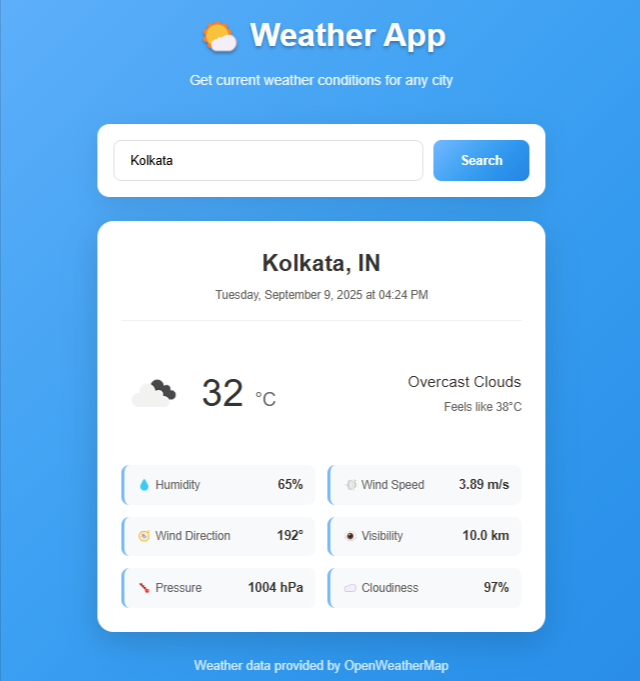 Weather App
Get current weather conditions for any city
Kolkata
Search
Kolkata, IN
Tuesday, September 9, 2025 at 04:24 PM
32 °C
Overcast Clouds
Feels like 38°C
Humidity 65%
Wind Speed 3.89 m/s
Wind Direction 192°
Visibility 10.0 km
Pressure 1004 hPa
Cloudiness 97%
Weather data provided by OpenWeatherMap